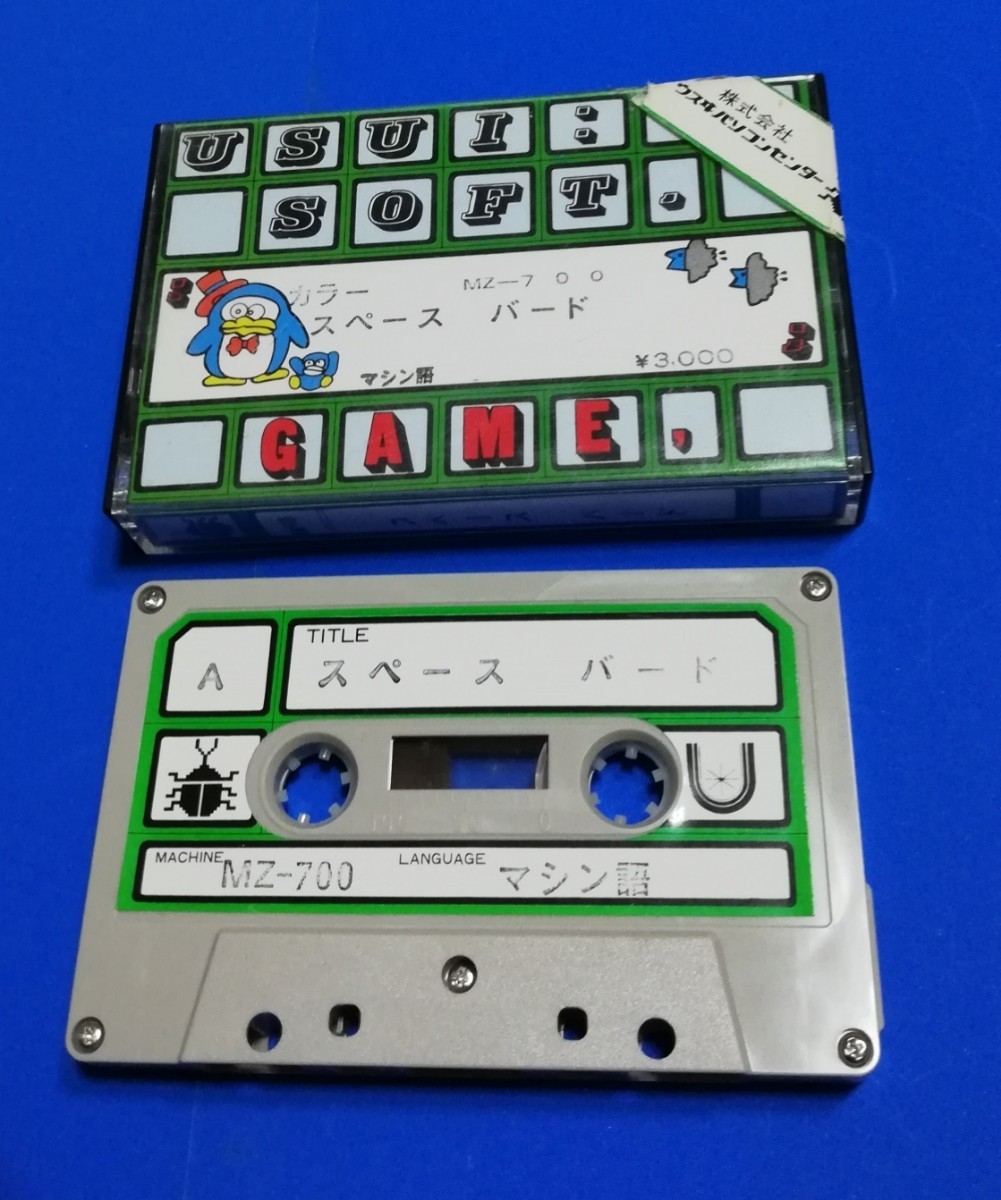 USUI:
SOFT.
株式会社
ウスヰパソコンセンター
カラー MZ-700
スペース バード
マシン語 ¥3.000
GAME,
TITLE
A スペース バード
MACHINE MZ-700 LANGUAGE マシン語